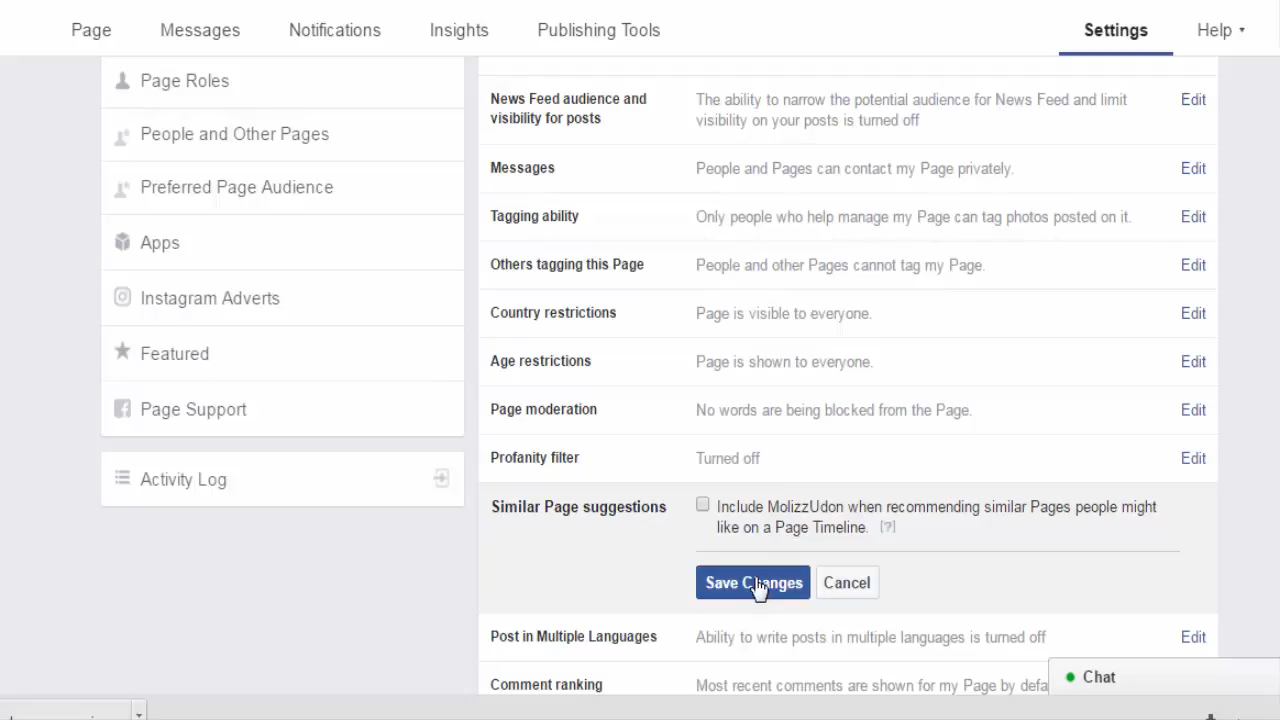 Page Messages Notifications Insights Publishing Tools Settings Help
Page Roles
People and Other Pages
Preferred Page Audience
Apps
Instagram Adverts
Featured
Page Support
Activity Log
News Feed audience and
visibility for posts
The ability to narrow the potential audience for News Feed and limit
visibility on your posts is turned off
Edit
Messages People and Pages can contact my Page privately. Edit
Tagging ability Only people who help manage my Page can tag photos posted on it. Edit
Others tagging this Page People and other Pages cannot tag my Page. Edit
Country restrictions Page is visible to everyone. Edit
Age restrictions Page is shown to everyone. Edit
Page moderation No words are being blocked from the Page. Edit
Profanity filter Turned off Edit
Similar Page suggestions Include MolizzUdon when recommending similar Pages people might
like on a Page Timeline. [?]
Save Changes Cancel
Post in Multiple Languages Ability to write posts in multiple languages is turned off Edit
Comment ranking Most recent comments are shown for my Page by defa
Chat